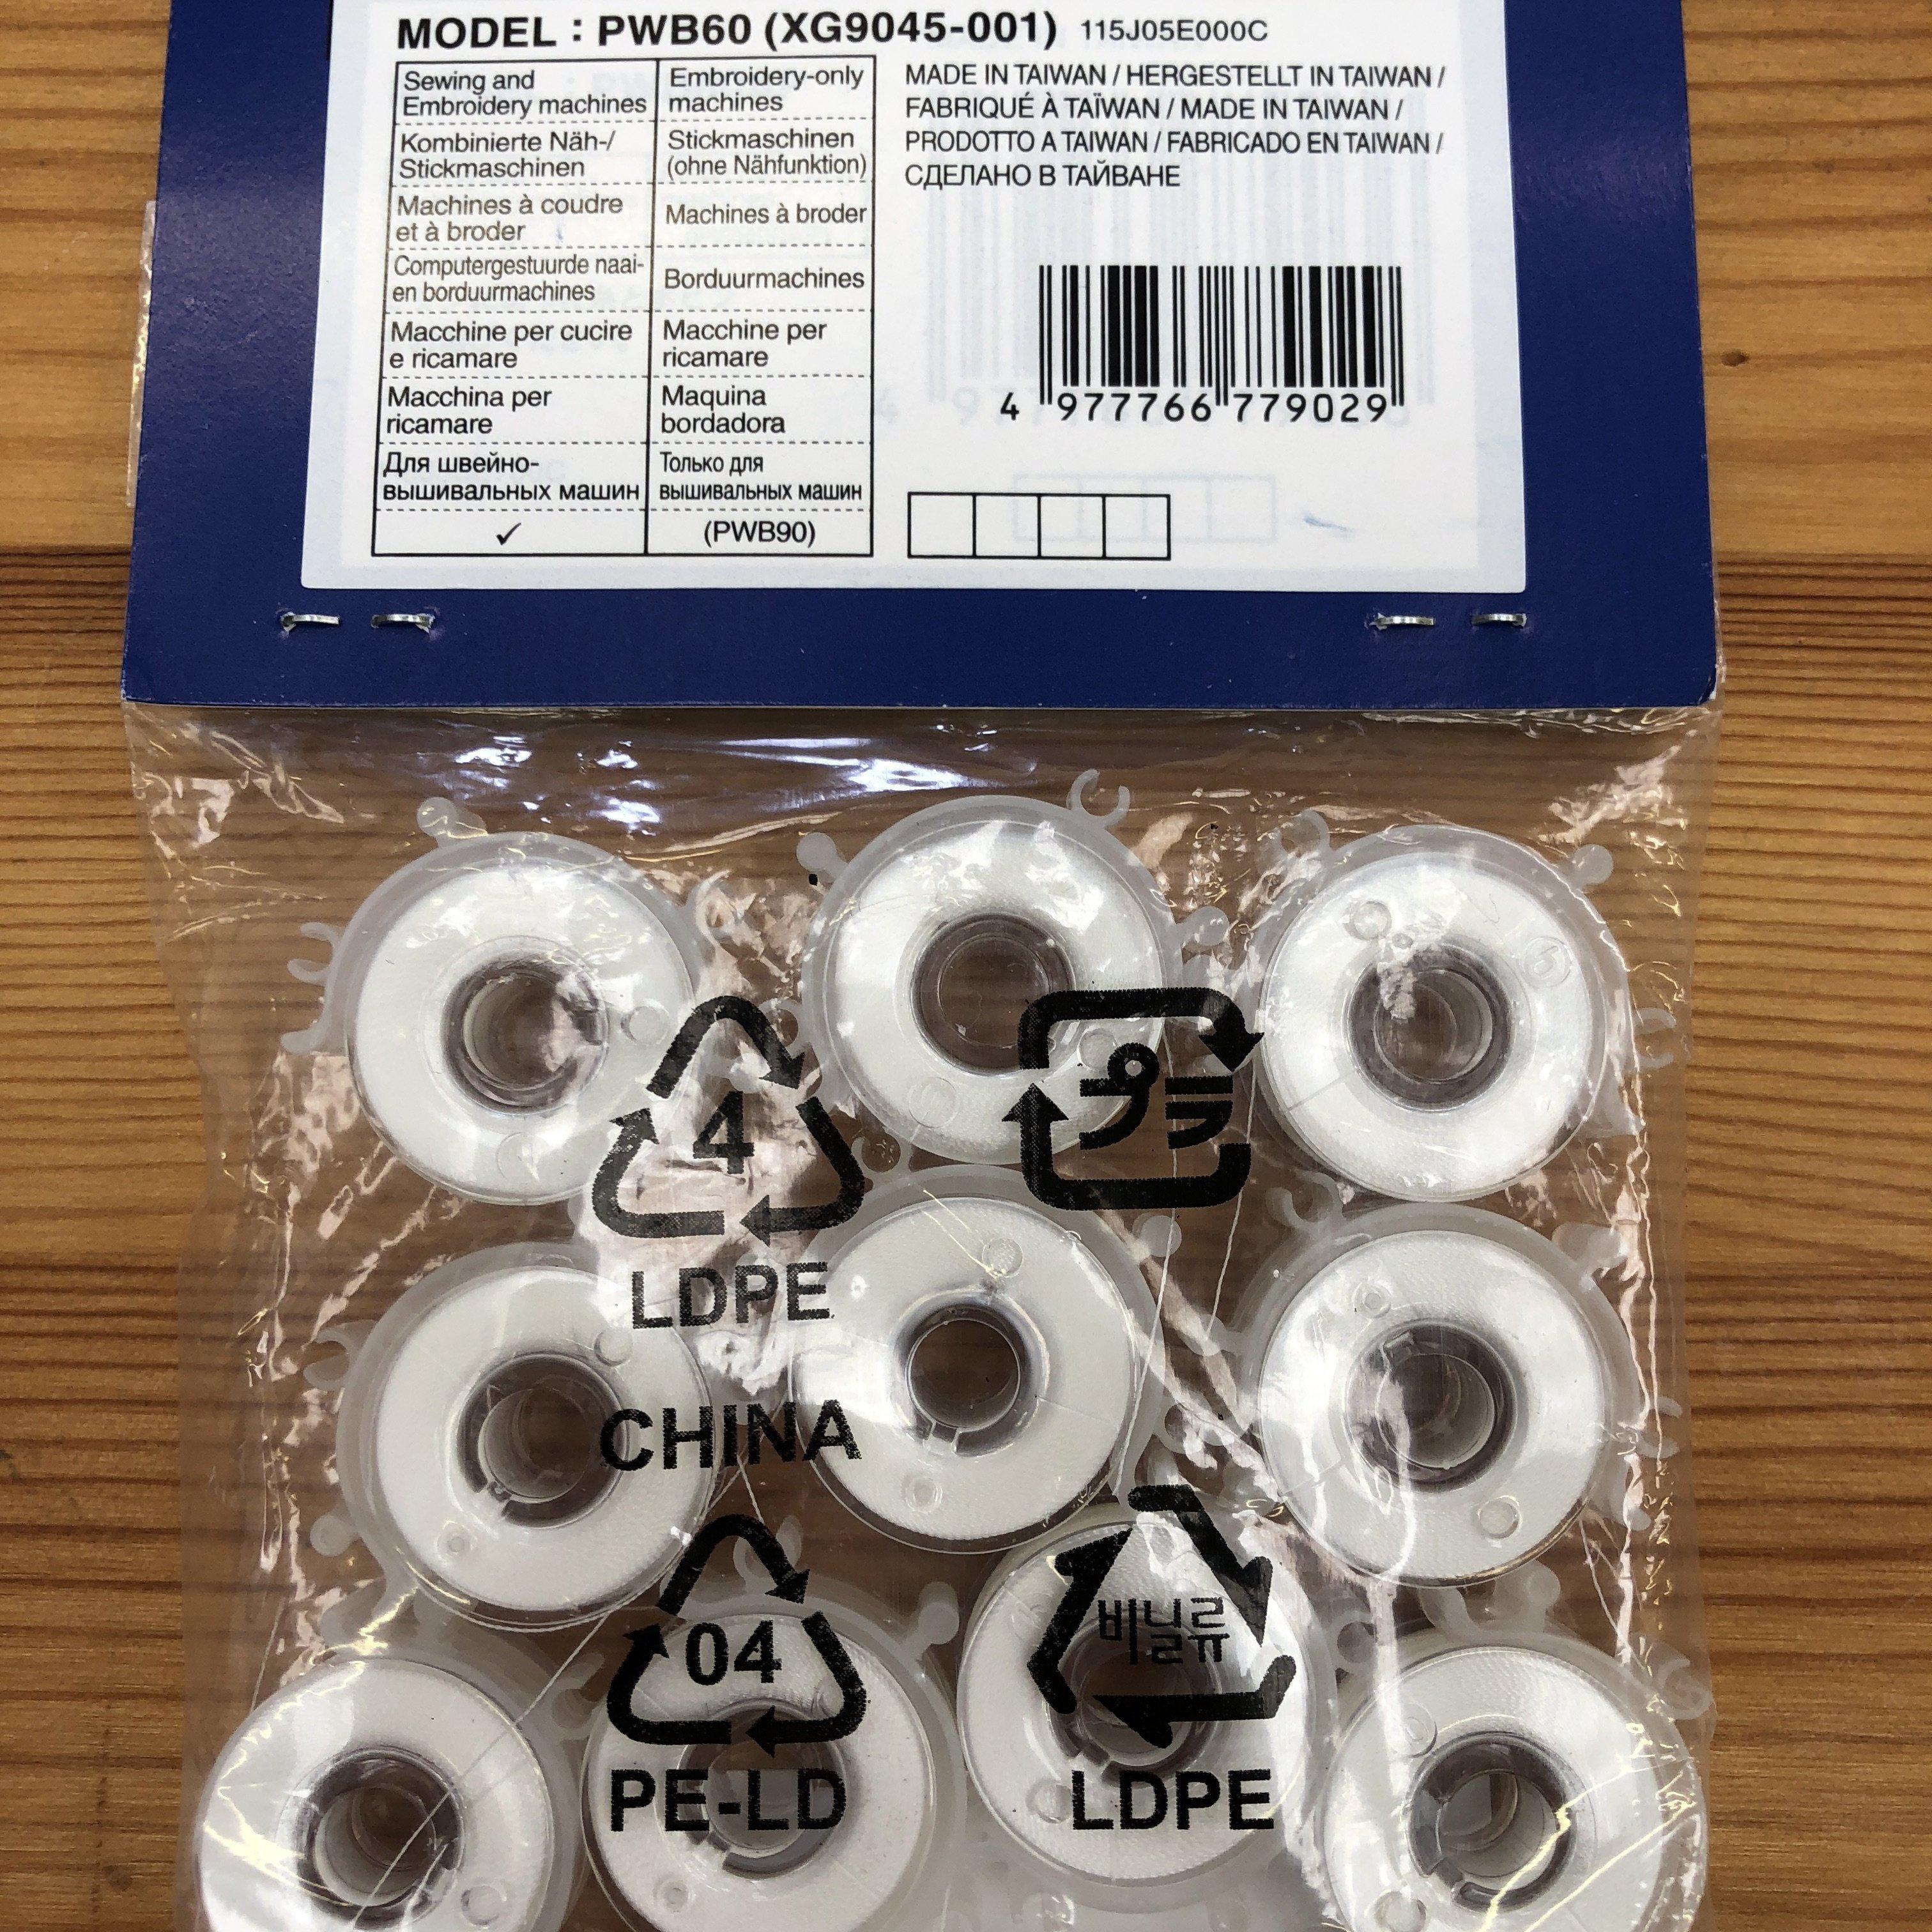 MODEL : PWB60 (XG9045-001) 115J05E000C
Sewing and
Embroidery machines
Embroidery-only
machines
Kombinierte Näh-/
Stickmaschinen
Stickmaschinen
(ohne Nähfunktion)
Machines à coudre
et à broder
Machines à broder
Computergestuurde naai-
en borduurmachines
Borduurmachines
Macchine per cucire
e ricamare
Macchine per
ricamare
Macchina per
ricamare
Maquina
bordadora
Для швейно-
вышивальных машин
Только для
вышивальных машин
✓
(PWB90)
MADE IN TAIWAN / HERGESTELLT IN TAIWAN /
FABRIQUÉ À TAÏWAN / MADE IN TAIWAN /
PRODOTTO A TAIWAN / FABRICADO EN TAIWAN /
СДЕЛАНО В ТАЙВАНЕ
4 977766 779029
4
LDPE
プラ
CHINA
04
PE-LD
비닐류
LDPE